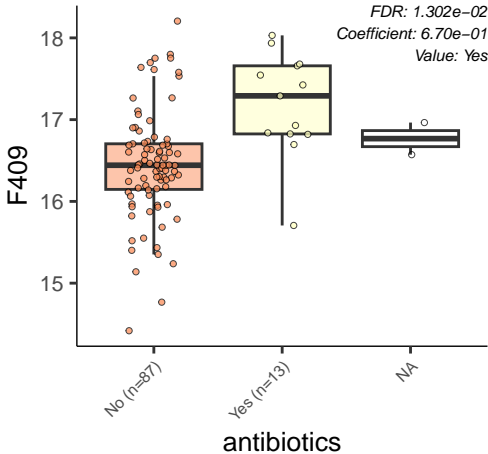 FDR: 1.302e−02
Coefficient: 6.70e−01
Value: Yes
18
17
16
15
F409
No (n=87)
Yes (n=13)
NA
antibiotics